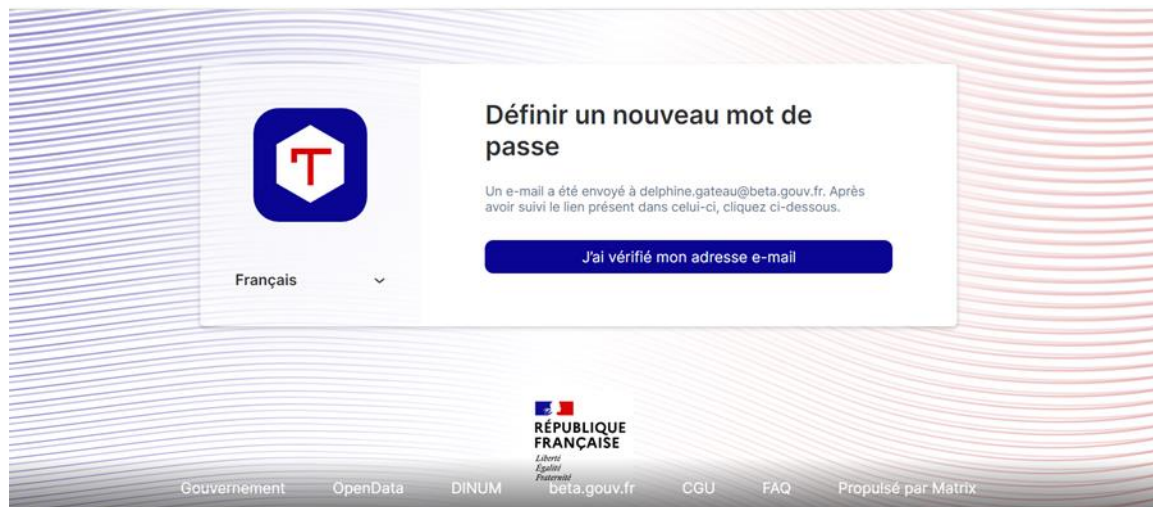 T
Définir un nouveau mot de
passe
Un e-mail a été envoyé à delphine.gateau@beta.gouv.fr. Après
avoir suivi le lien présent dans celui-ci, cliquez ci-dessous.
J'ai vérifié mon adresse e-mail
Français
RÉPUBLIQUE
FRANÇAISE
Liberté
Égalité
Fraternité
Gouvernement OpenData DINUM beta.gouv.fr CGU FAQ Propulsé par Matrix